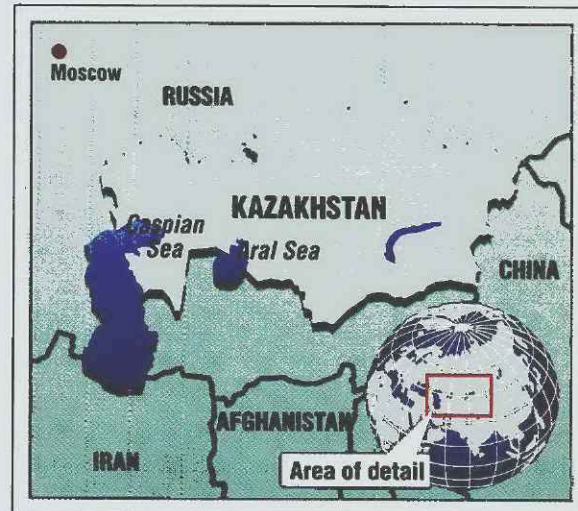 Moscow
RUSSIA
KAZAKHSTAN
Caspian
Sea
Aral Sea
CHINA
AFGHANISTAN
IRAN
Area of detail